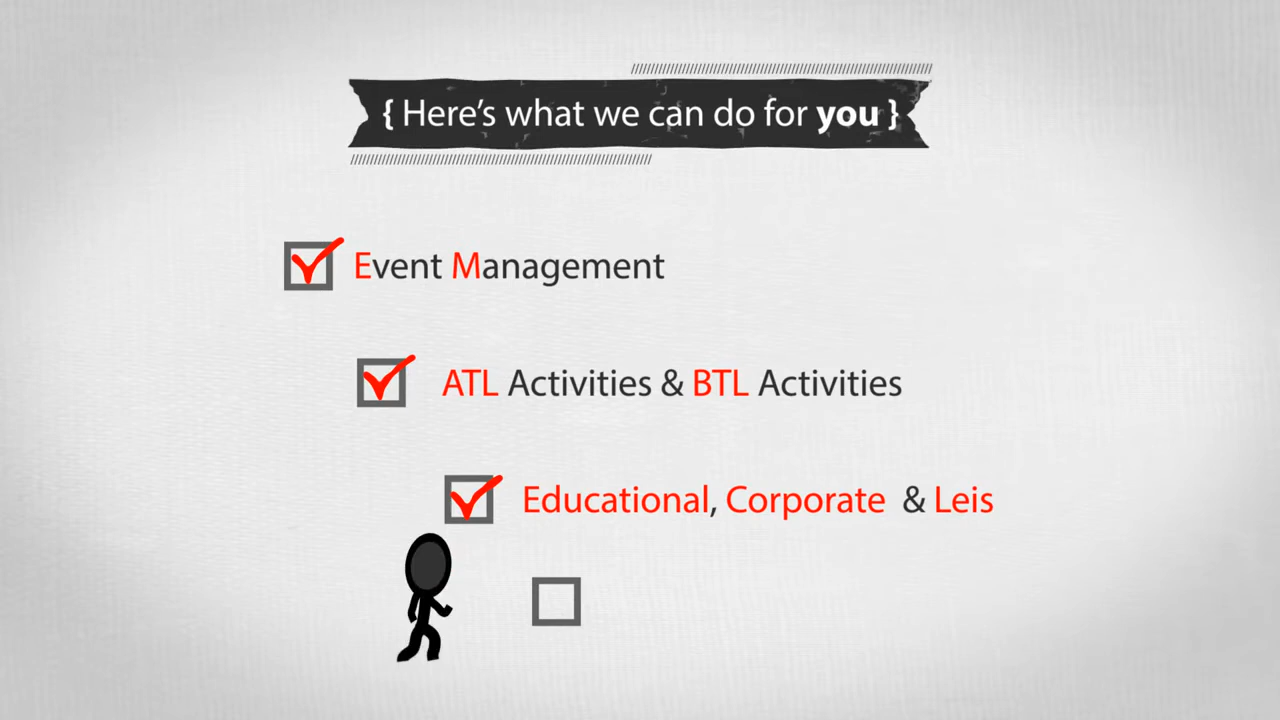 { Here's what we can do for you }
Event Management
ATL Activities & BTL Activities
Educational, Corporate & Leis